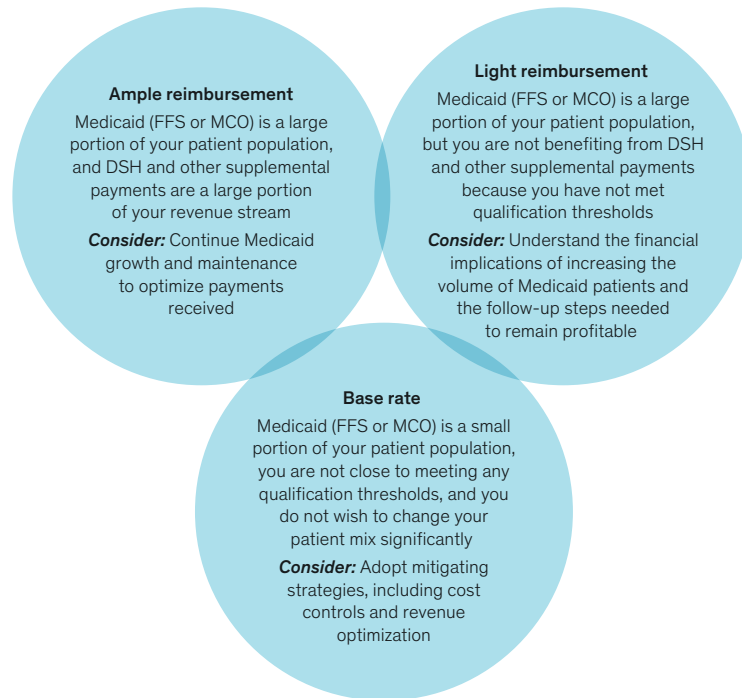 Ample reimbursement
Medicaid (FFS or MCO) is a large
portion of your patient population,
and DSH and other supplemental
payments are a large portion
of your revenue stream
Consider: Continue Medicaid
growth and maintenance
to optimize payments
received
Light reimbursement
Medicaid (FFS or MCO) is a large
portion of your patient population,
but you are not benefiting from DSH
and other supplemental payments
because you have not met
qualification thresholds
Consider: Understand the financial
implications of increasing the
volume of Medicaid patients and
the follow-up steps needed
to remain profitable
Base rate
Medicaid (FFS or MCO) is a small
portion of your patient population,
you are not close to meeting any
qualification thresholds, and you
do not wish to change your
patient mix significantly
Consider: Adopt mitigating
strategies, including cost
controls and revenue
optimization